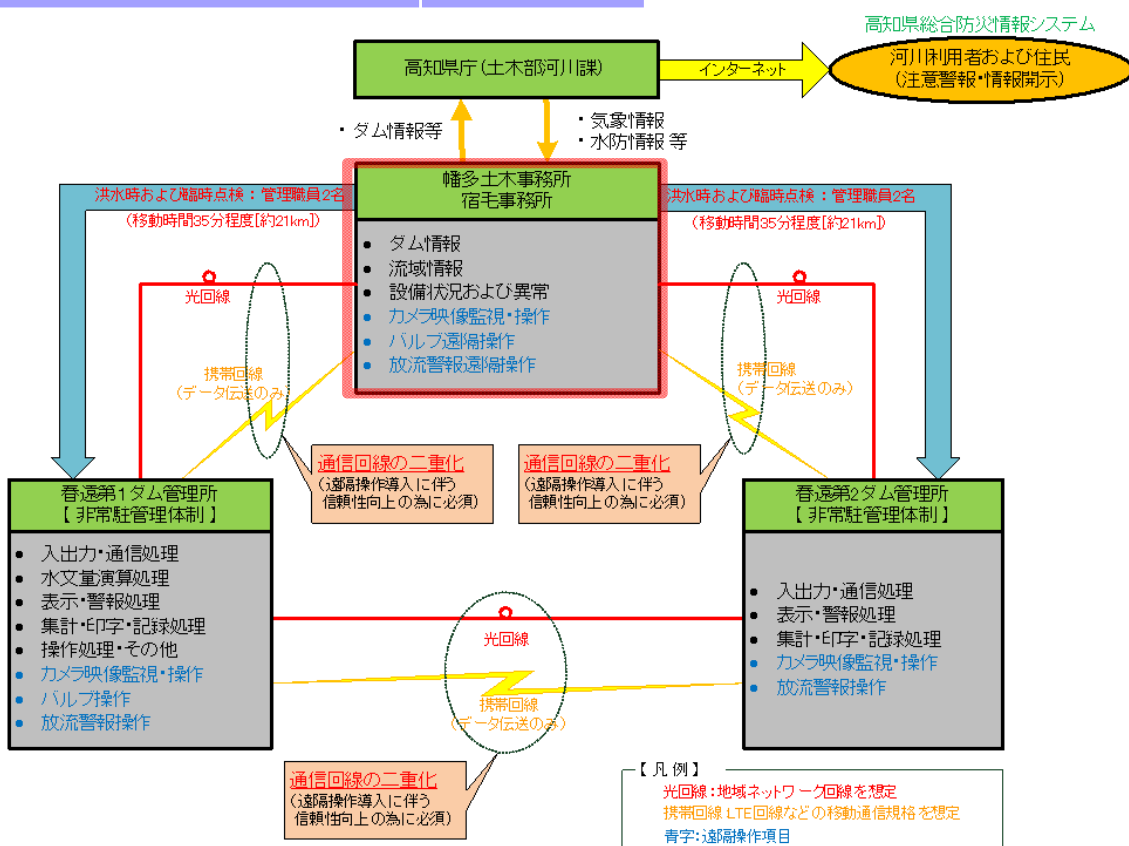 高知県総合防災情報システム
高知県庁(土木部河川課)
インターネット
河川利用者および住民
(注意警報・情報開示)
・ダム情報等
・気象情報
・水防情報 等
幡多土木事務所
宿毛事務所
● ダム情報
● 流域情報
● 設備状況および異常
● カメラ映像監視・操作
● バルブ遠隔操作
● 放流警報遠隔操作
洪水時および臨時点検:管理職員2名
(移動時間35分程度[約21km])
洪水時および臨時点検:管理職員2名
(移動時間35分程度[約21km])
光回線
光回線
携帯回線
(データ伝送のみ)
携帯回線
(データ伝送のみ)
通信回線の二重化
(遠隔操作導入に伴う
信頼性向上の為に必須)
通信回線の二重化
(遠隔操作導入に伴う
信頼性向上の為に必須)
春遠第1ダム管理所
【 非常駐管理体制 】
● 入出力・通信処理
● 水文量演算処理
● 表示・警報処理
● 集計・印字・記録処理
● 操作処理・その他
● カメラ映像監視・操作
● バルブ操作
● 放流警報操作
春遠第2ダム管理所
【 非常駐管理体制 】
● 入出力・通信処理
● 表示・警報処理
● 集計・印字・記録処理
● カメラ映像監視・操作
● 放流警報操作
光回線
携帯回線
(データ伝送のみ)
通信回線の二重化
(遠隔操作導入に伴う
信頼性向上の為に必須)
【 凡 例 】
光回線:地域ネットワーク回線を想定
携帯回線:LTE回線などの移動通信規格を想定
青字:遠隔操作項目